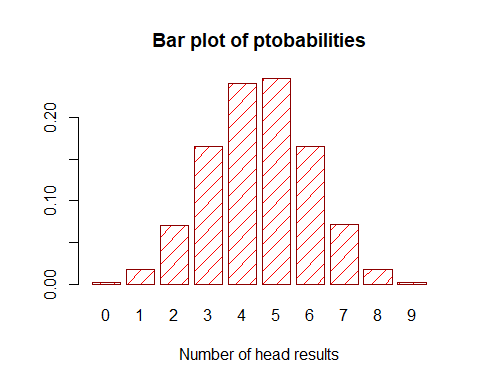 Bar plot of ptobabilities
0.20
0.10
0.00
0 1 2 3 4 5 6 7 8 9
Number of head results